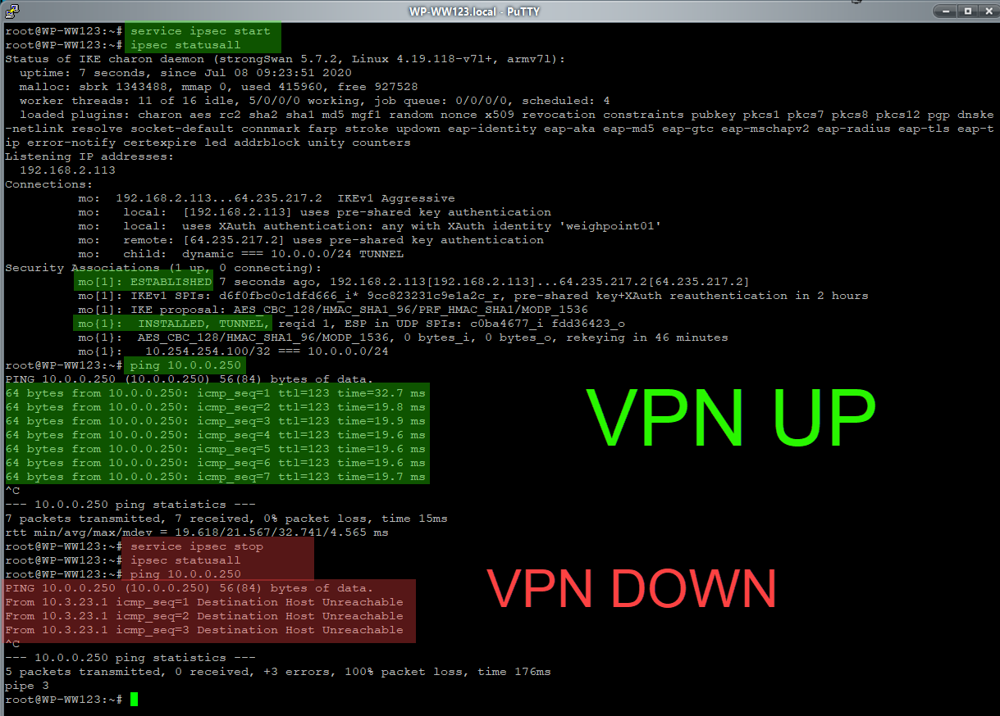 WP-WW123.local - PuTTY
root@WP-WW123:~# service ipsec start
root@WP-WW123:~# ipsec statusall
Status of IKE charon daemon (strongSwan 5.7.2, Linux 4.19.118-v7l+, armv7l):
  uptime: 7 seconds, since Jul 08 09:23:51 2020
  malloc: sbrk 1343488, mmap 0, used 415960, free 927528
  worker threads: 11 of 16 idle, 5/0/0/0 working, job queue: 0/0/0/0, scheduled: 4
  loaded plugins: charon aes rc2 sha2 sha1 md5 mgf1 random nonce x509 revocation constraints pubkey pkcs1 pkcs7 pkcs8 pkcs12 pgp dnske
-netlink resolve socket-default connmark farp stroke updown eap-identity eap-aka eap-md5 eap-gtc eap-mschapv2 eap-radius eap-tls eap-t
ip error-notify certexpire led addrblock unity counters
Listening IP addresses:
  192.168.2.113
Connections:
          mo:  192.168.2.113...64.235.217.2  IKEv1 Aggressive
          mo:   local:  [192.168.2.113] uses pre-shared key authentication
          mo:   local:  uses XAuth authentication: any with XAuth identity 'weighpoint01'
          mo:   remote: [64.235.217.2] uses pre-shared key authentication
          mo:   child:  dynamic === 10.0.0.0/24 TUNNEL
Security Associations (1 up, 0 connecting):
          mo[1]: ESTABLISHED 7 seconds ago, 192.168.2.113[192.168.2.113]...64.235.217.2[64.235.217.2]
          mo[1]: IKEv1 SPIs: d6f0fbc0c1dfd666_i* 9cc823231c9e1a2c_r, pre-shared key+XAuth reauthentication in 2 hours
          mo[1]: IKE proposal: AES_CBC_128/HMAC_SHA1_96/PRF_HMAC_SHA1/MODP_1536
          mo{1}:  INSTALLED, TUNNEL, reqid 1, ESP in UDP SPIs: c0ba4677_i fdd36423_o
          mo{1}:  AES_CBC_128/HMAC_SHA1_96/MODP_1536, 0 bytes_i, 0 bytes_o, rekeying in 46 minutes
          mo{1}:   10.254.254.100/32 === 10.0.0.0/24
root@WP-WW123:~# ping 10.0.0.250
PING 10.0.0.250 (10.0.0.250) 56(84) bytes of data.
64 bytes from 10.0.0.250: icmp_seq=1 ttl=123 time=32.7 ms
64 bytes from 10.0.0.250: icmp_seq=2 ttl=123 time=19.8 ms
64 bytes from 10.0.0.250: icmp_seq=3 ttl=123 time=19.9 ms
64 bytes from 10.0.0.250: icmp_seq=4 ttl=123 time=19.6 ms
64 bytes from 10.0.0.250: icmp_seq=5 ttl=123 time=19.6 ms
64 bytes from 10.0.0.250: icmp_seq=6 ttl=123 time=19.6 ms
64 bytes from 10.0.0.250: icmp_seq=7 ttl=123 time=19.7 ms
VPN UP
^C
--- 10.0.0.250 ping statistics ---
7 packets transmitted, 7 received, 0% packet loss, time 15ms
rtt min/avg/max/mdev = 19.618/21.567/32.741/4.565 ms
root@WP-WW123:~# service ipsec stop
root@WP-WW123:~# ipsec statusall
root@WP-WW123:~# ping 10.0.0.250
PING 10.0.0.250 (10.0.0.250) 56(84) bytes of data.
From 10.3.23.1 icmp_seq=1 Destination Host Unreachable
From 10.3.23.1 icmp_seq=2 Destination Host Unreachable
From 10.3.23.1 icmp_seq=3 Destination Host Unreachable
VPN DOWN
^C
--- 10.0.0.250 ping statistics ---
5 packets transmitted, 0 received, +3 errors, 100% packet loss, time 176ms
pipe 3
root@WP-WW123:~#